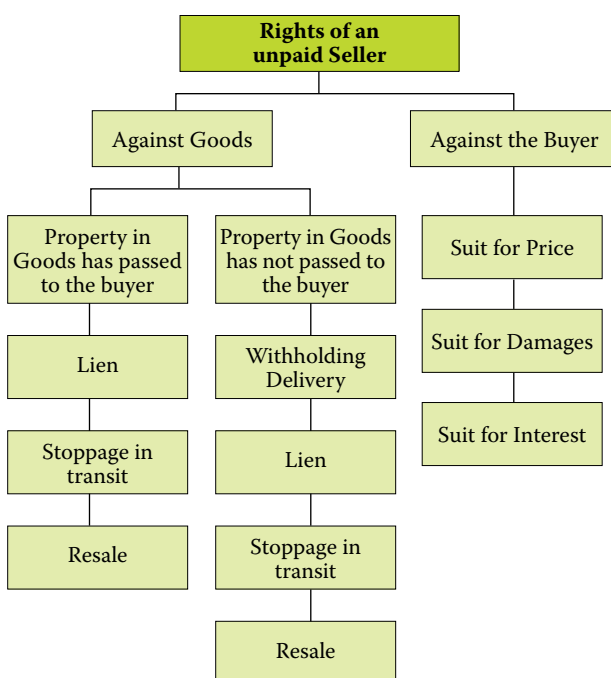 Rights of an
unpaid Seller
Against Goods
Against the Buyer
Property in
Goods has passed
to the buyer
Property in Goods
has not passed to
the buyer
Suit for Price
Lien
Withholding
Delivery
Suit for Damages
Stoppage in
transit
Lien
Suit for Interest
Resale
Stoppage in
transit
Resale